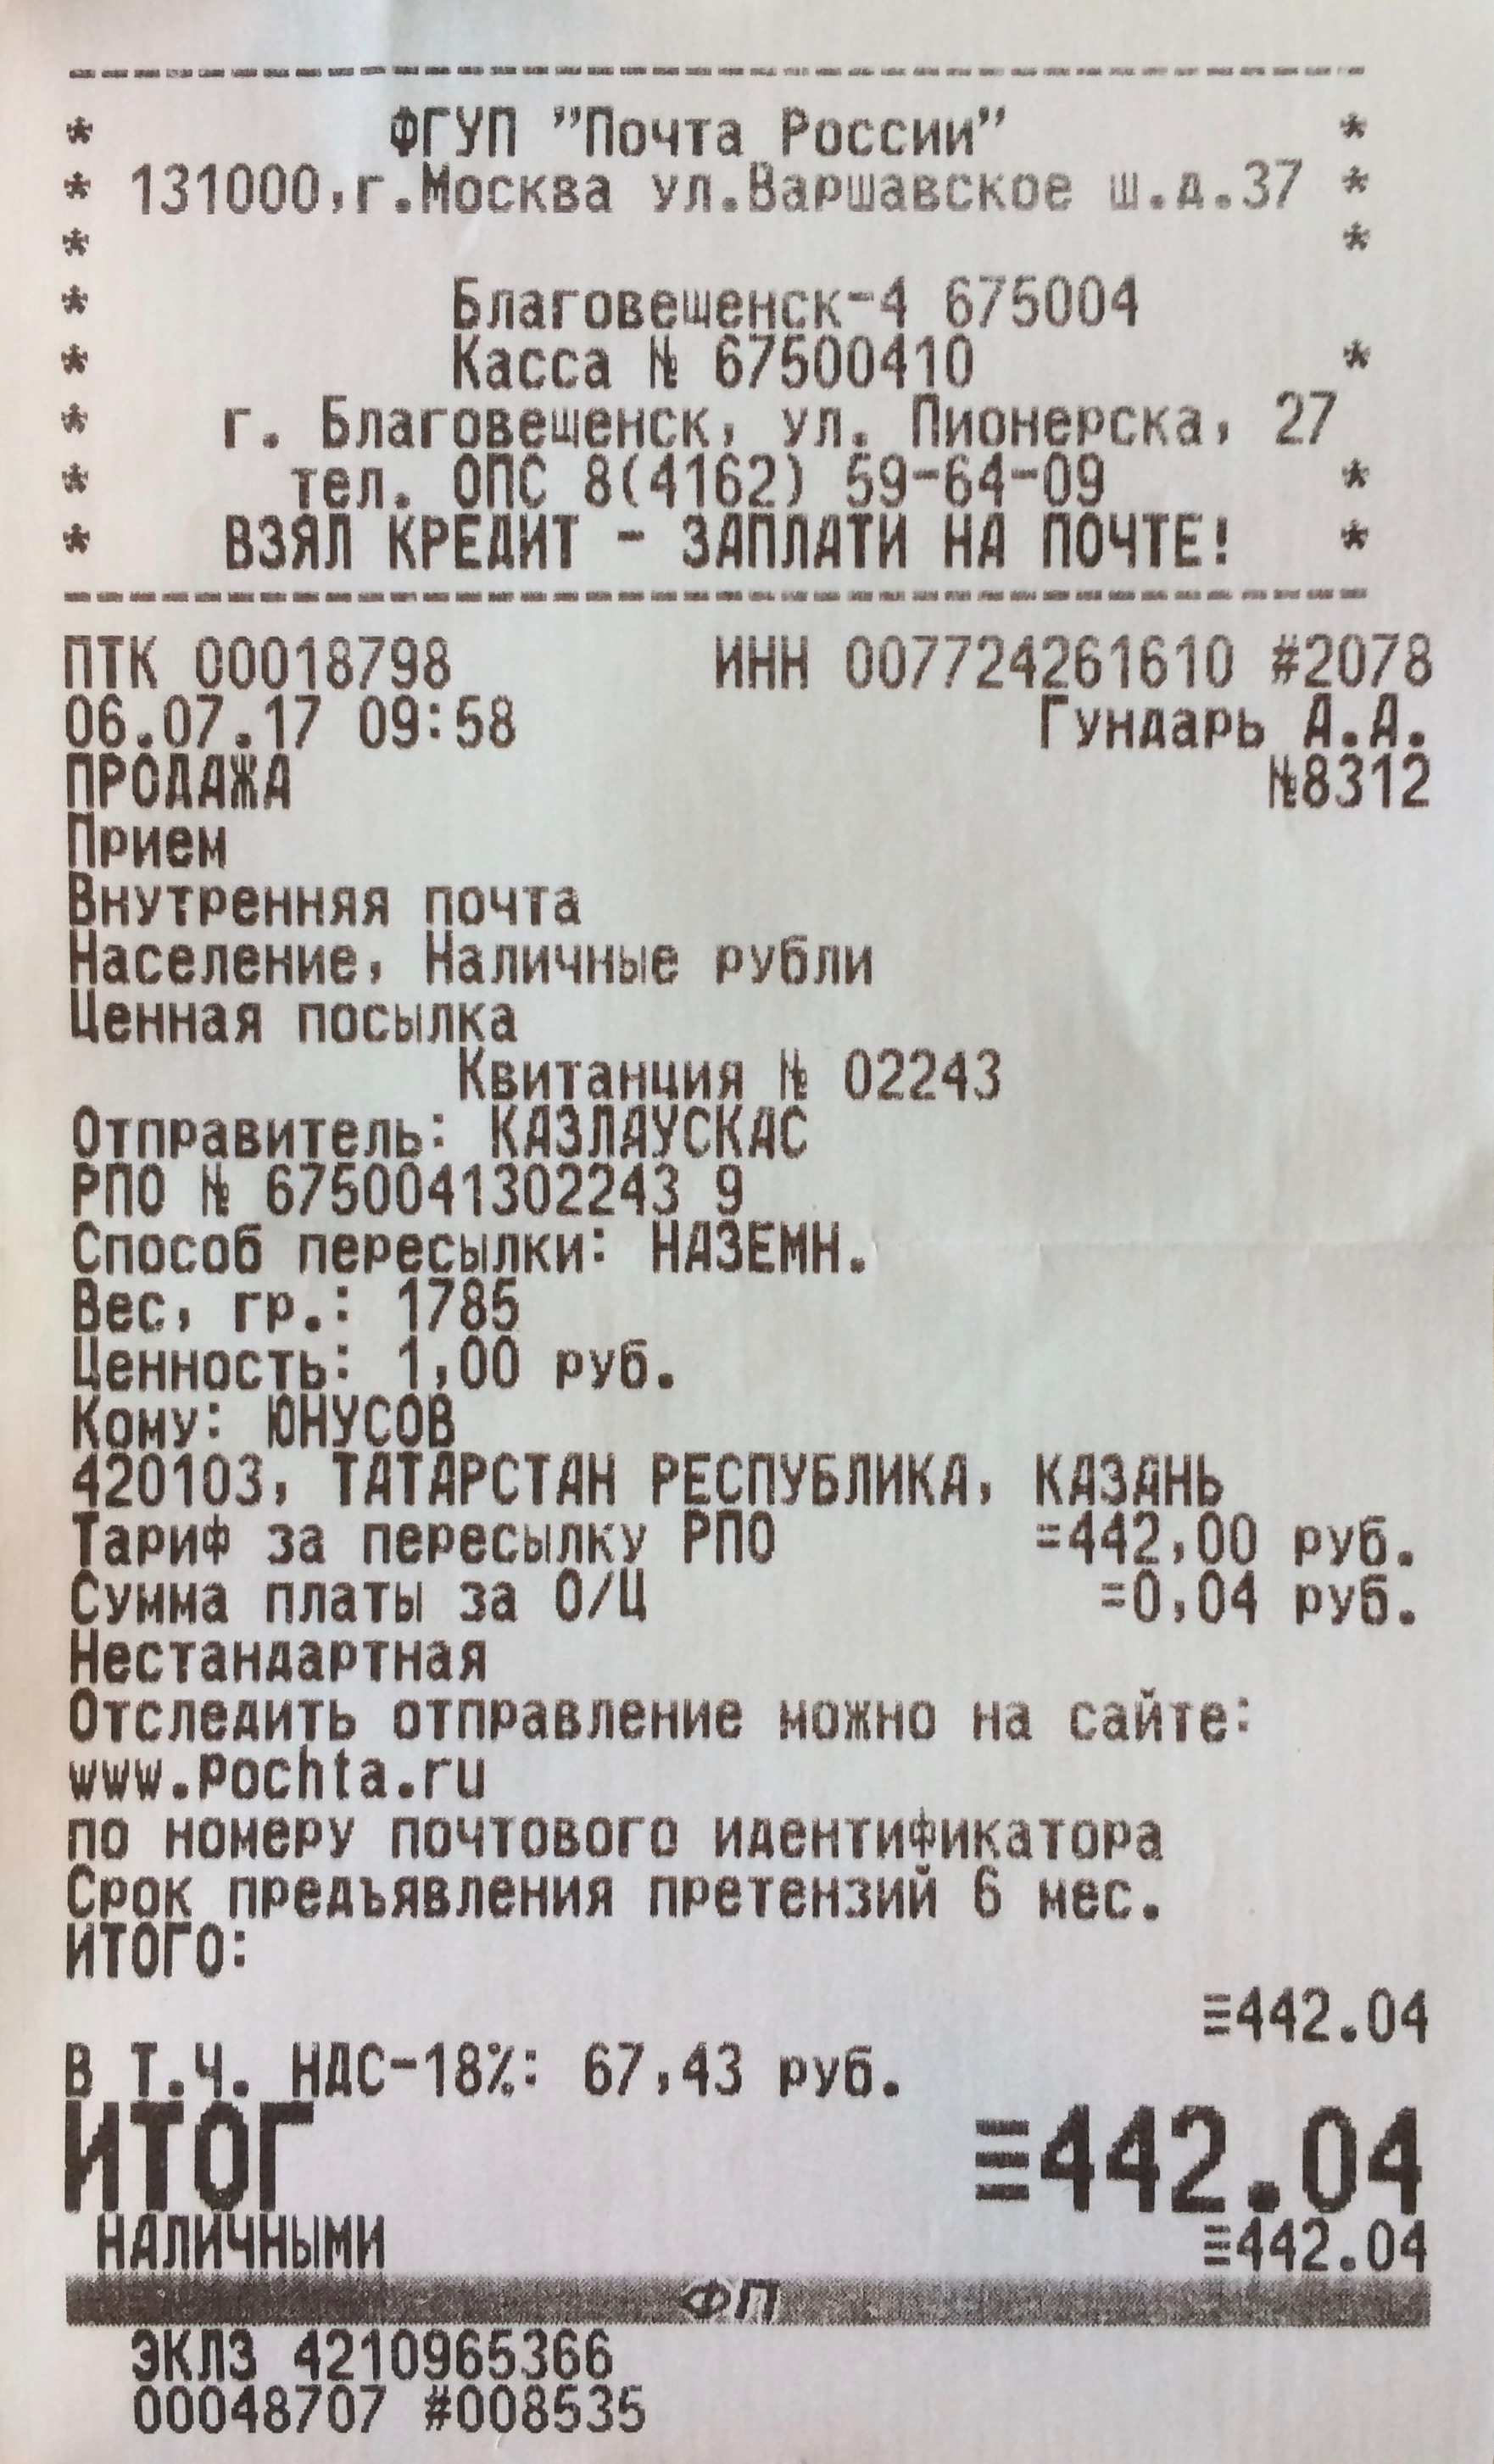 * ФГУП "Почта России" *
* 131000,г.Москва ул.Варшавское ш.д.37 *
* *
* Благовещенск-4 675004
* Касса № 67500410 *
* г. Благовещенск, ул. Пионерска, 27
* тел. ОПС 8(4162) 59-64-09 *
* ВЗЯЛ КРЕДИТ - ЗАПЛАТИ НА ПОЧТЕ! *
ПТК 00018798 ИНН 007724261610 #2078
06.07.17 09:58 Гундарь А.А.
ПРОДАЖА №8312
Прием
Внутренняя почта
Население, Наличные рубли
Ценная посылка
Квитанция № 02243
Отправитель: КАЗЛАУСКАС
РПО № 6750041302243 9
Способ пересылки: НАЗЕМН.
Вес, гр.: 1785
Ценность: 1,00 руб.
Кому: ЮНУСОВ
420103, ТАТАРСТАН РЕСПУБЛИКА, КАЗАНЬ
Тариф за пересылку РПО =442,00 руб.
Сумма платы за О/Ц =0,04 руб.
Нестандартная
Отследить отправление можно на сайте:
www.pochta.ru
по номеру почтового идентификатора
Срок предъявления претензий 6 мес.
ИТОГО:
≡442.04
В Т.Ч. НДС-18%: 67,43 руб.
ИТОГ ≡442.04
НАЛИЧНЫМИ ≡442.04
ФП
ЭКЛЗ 4210965366
00048707 #008535